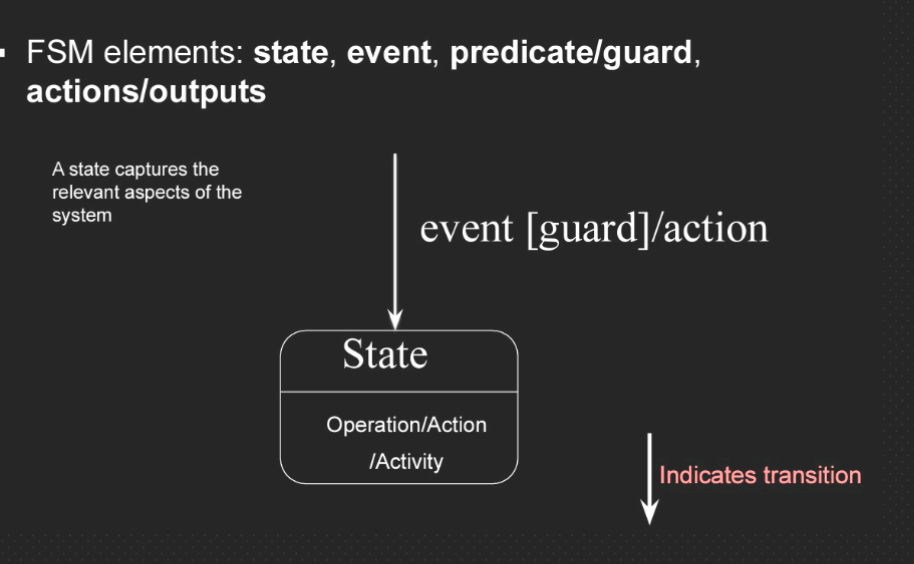 ▪ FSM elements: state, event, predicate/guard,
actions/outputs
A state captures the
relevant aspects of the
system
event [guard]/action
State
Operation/Action
/Activity
Indicates transition